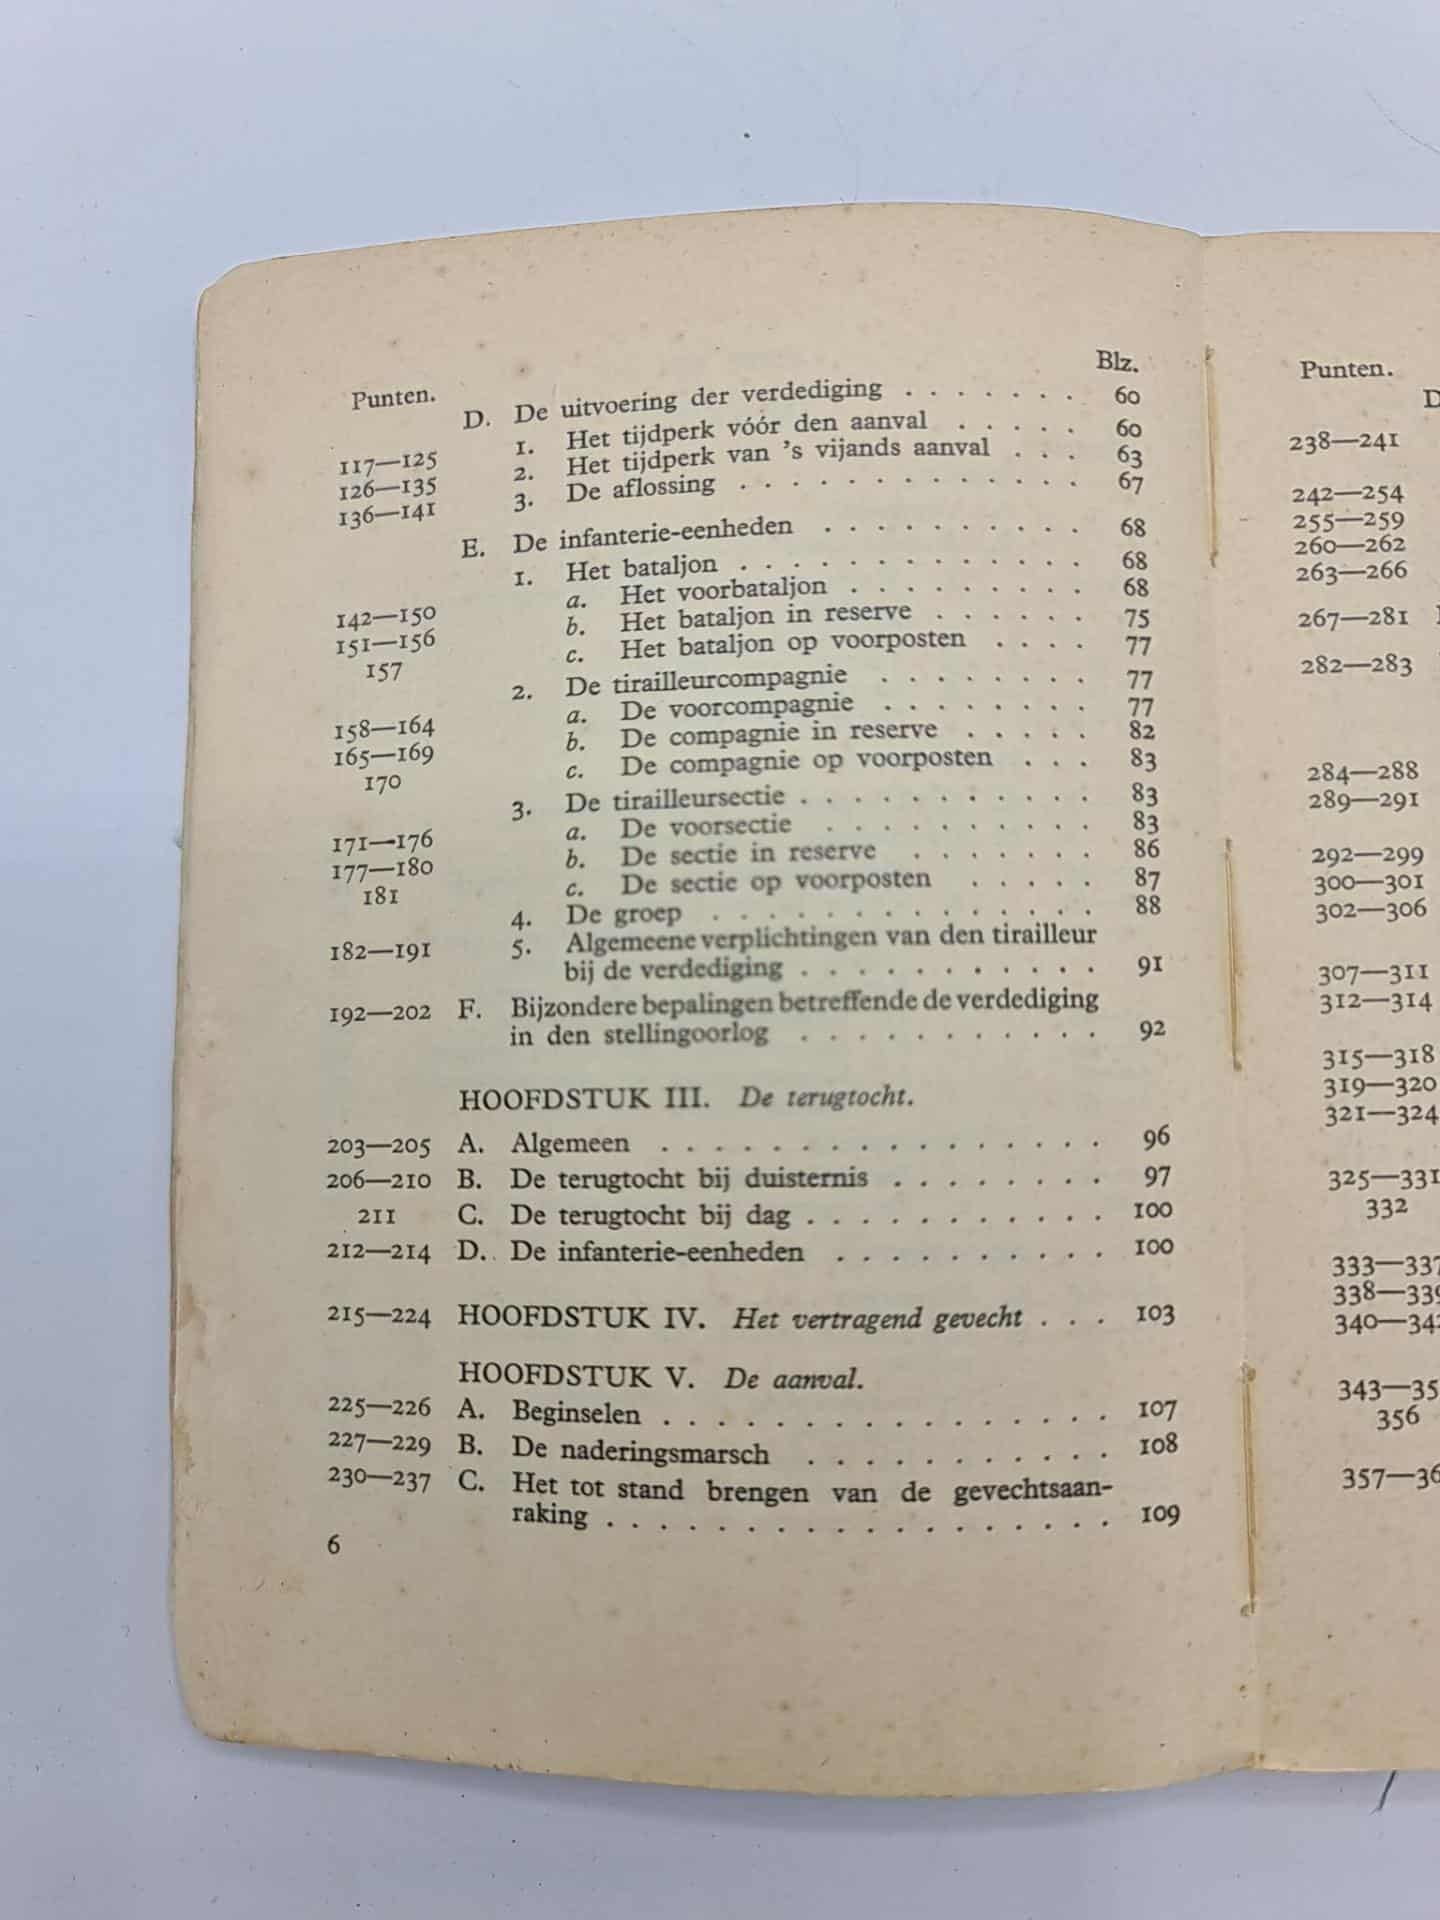 Punten. Blz.
D. De uitvoering der verdediging . . . . . . . 60
117—125 1. Het tijdperk vóór den aanval . . . . . 60
126—135 2. Het tijdperk van 's vijands aanval . . . 63
136—141 3. De aflossing . . . . . . . . . . . . . 67
E. De infanterie-eenheden . . . . . . . . . . 68
1. Het bataljon . . . . . . . . . . . . . 68
142—150 a. Het voorbataljon . . . . . . . . . 68
151—156 b. Het bataljon in reserve . . . . . . 75
157 c. Het bataljon op voorposten . . . . 77
2. De tirailleurcompagnie . . . . . . . . 77
158—164 a. De voorcompagnie . . . . . . . . 77
165—169 b. De compagnie in reserve . . . . . 82
170 c. De compagnie op voorposten . . . 83
3. De tirailleursectie . . . . . . . . . . . 83
171—176 a. De voorsectie . . . . . . . . . . 83
177—180 b. De sectie in reserve . . . . . . . 86
181 c. De sectie op voorposten . . . . . 87
4. De groep . . . . . . . . . . . . . . 88
182—191 5. Algemeene verplichtingen van den tirailleur
bij de verdediging . . . . . . . . . . . 91
192—202 F. Bijzondere bepalingen betreffende de verdediging
in den stellingoorlog . . . . . . . . . . . 92
HOOFDSTUK III. De terugtocht.
203—205 A. Algemeen . . . . . . . . . . . . . . . . 96
206—210 B. De terugtocht bij duisternis . . . . . . . . 97
211 C. De terugtocht bij dag . . . . . . . . . . . 100
212—214 D. De infanterie-eenheden . . . . . . . . . . 100
215—224 HOOFDSTUK IV. Het vertragend gevecht . . . 103
HOOFDSTUK V. De aanval.
225—226 A. Beginselen . . . . . . . . . . . . . . . . 107
227—229 B. De naderingsmarsch . . . . . . . . . . . 108
230—237 C. Het tot stand brengen van de gevechtsaan-
raking . . . . . . . . . . . . . . . . . . 109
6
Punten.
D
238—241
242—254
255—259
260—262
263—266
267—281
282—283
284—288
289—291
292—299
300—301
302—306
307—311
312—314
315—318
319—320
321—324
325—331
332
333—337
338—339
340—34
343—35
356
357—36